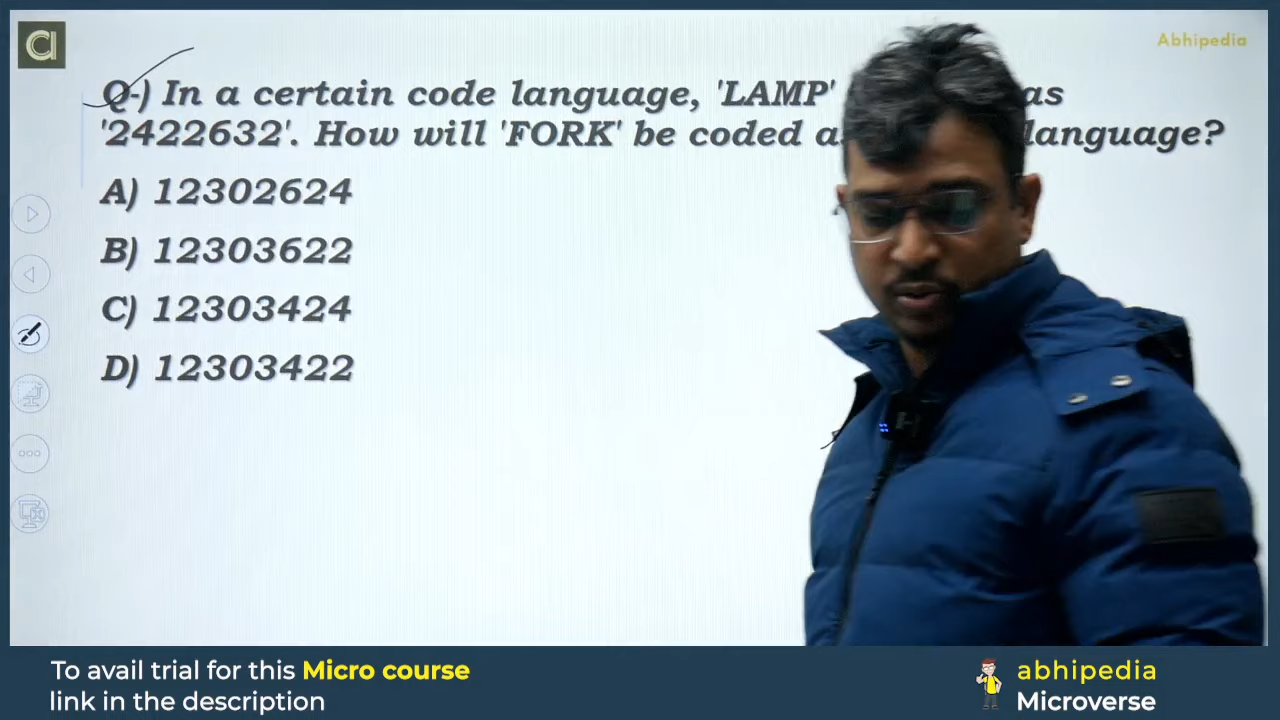 Abhipedia
Q-) In a certain code language, 'LAMP' as
'2422632'. How will 'FORK' be coded language?
A) 12302624
B) 12303622
C) 12303424
D) 12303422
To avail trial for this Micro course
link in the description
abhipedia
Microverse